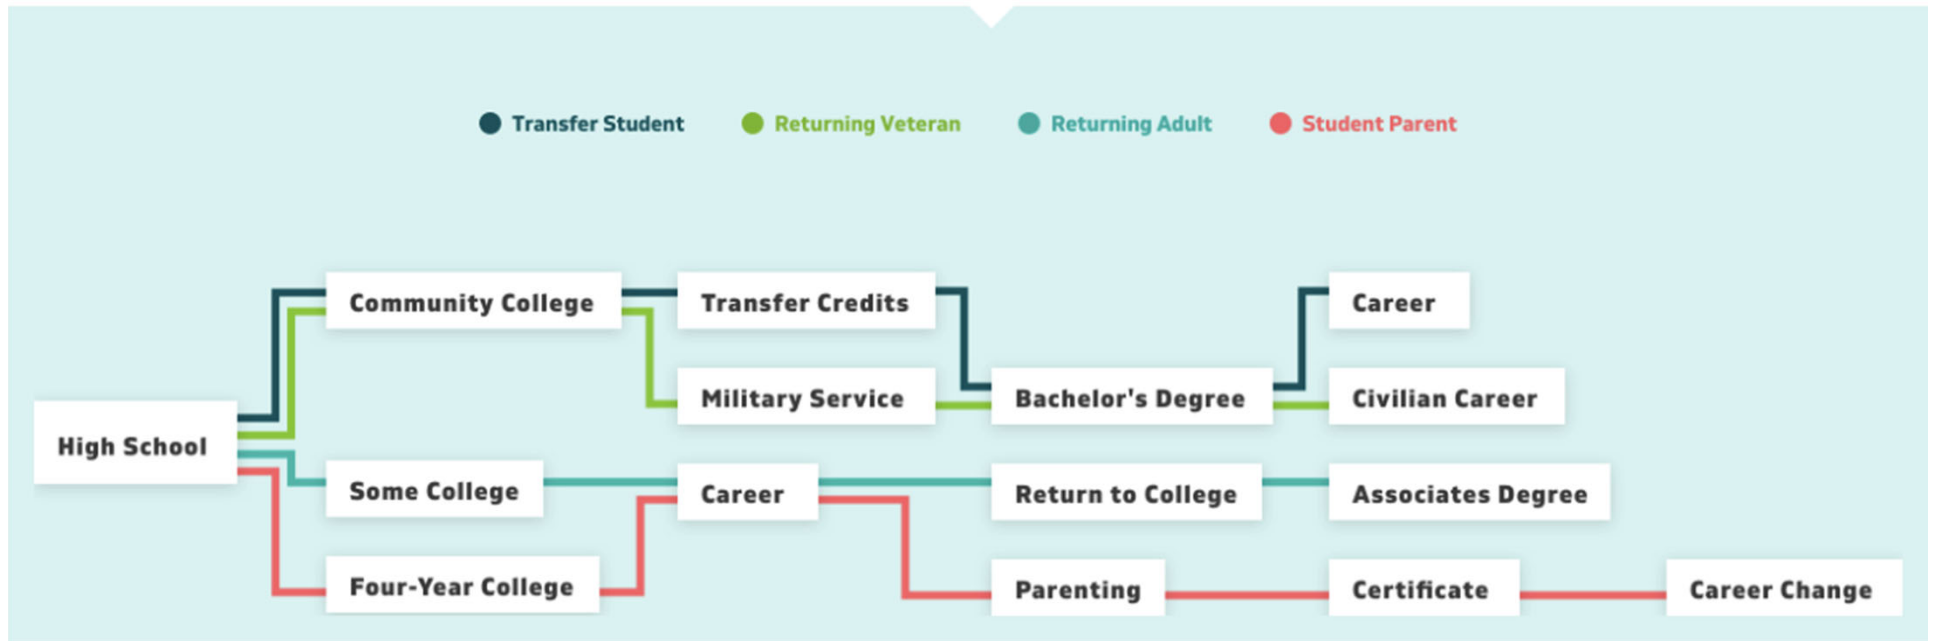 Transfer Student
Returning Veteran
Returning Adult
Student Parent
Community College
Transfer Credits
Career
Military Service
Bachelor's Degree
Civilian Career
High School
Some College
Career
Return to College
Associates Degree
Four-Year College
Parenting
Certificate
Career Change